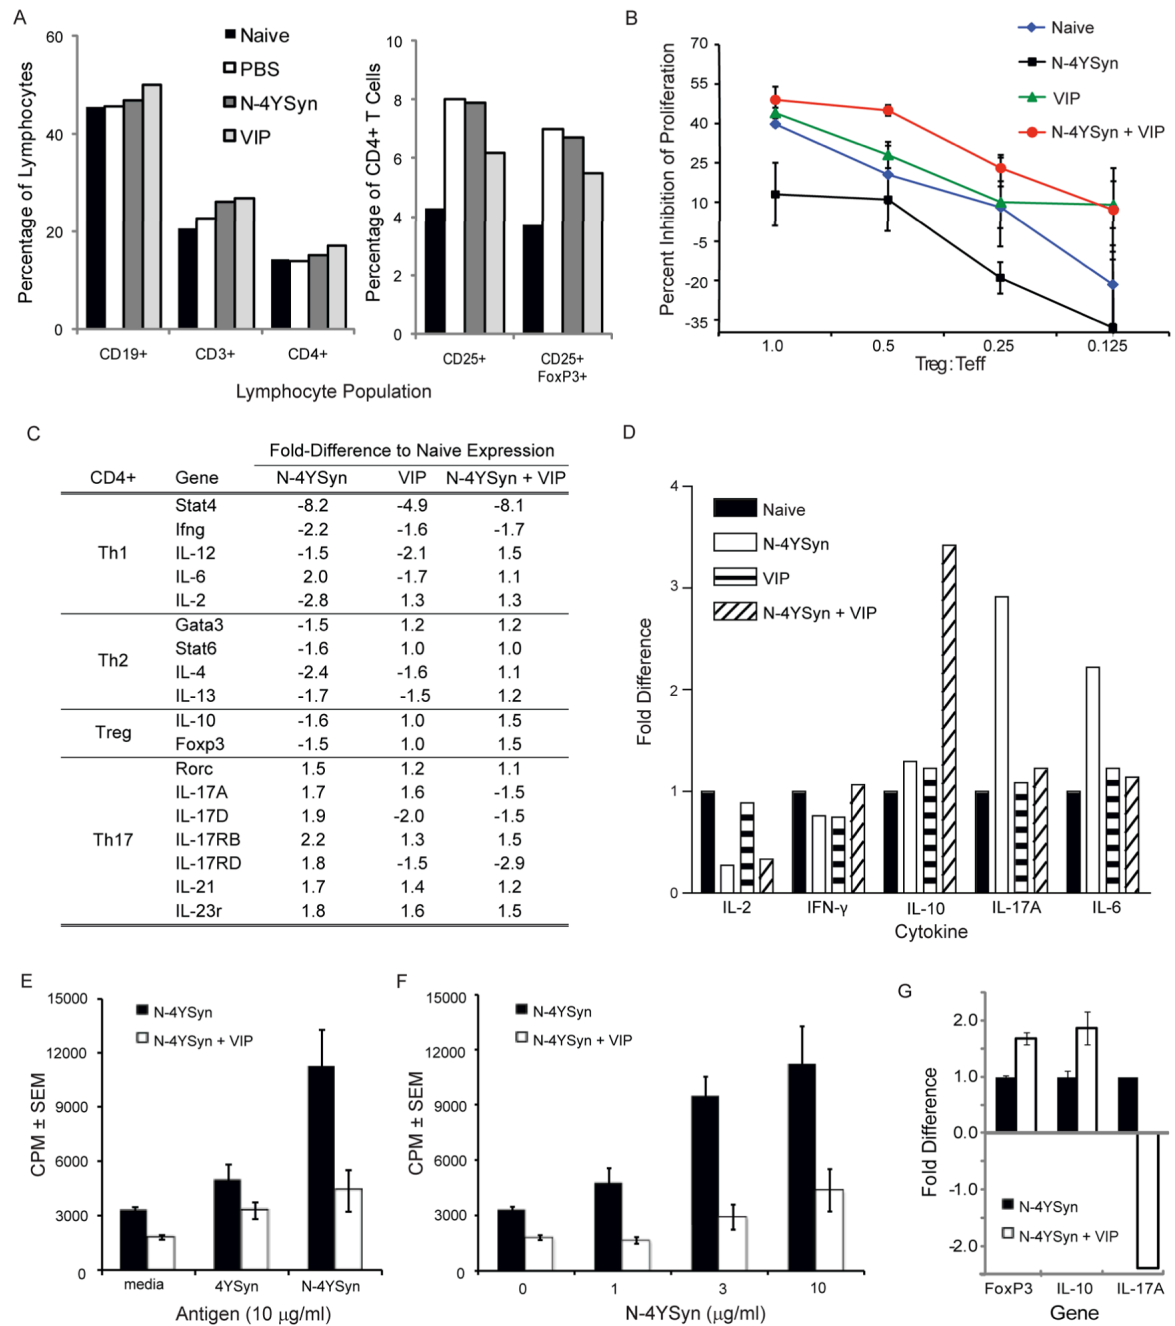 A
60
40
20
0
Percentage of Lymphocytes
Naive
PBS
N-4YSyn
VIP
CD19+ CD3+ CD4+
10
8
6
4
2
0
Percentage of CD4+ T Cells
CD25+ CD25+
FoxP3+
Lymphocyte Population
B
70
55
40
25
10
-5
-20
-35
Percent Inhibition of Proliferation
Naive
N-4YSyn
VIP
N-4YSyn + VIP
1.0 0.5 0.25 0.125
Treg:Teff
C
Fold-Difference to Naive Expression
CD4+ Gene N-4YSyn VIP N-4YSyn + VIP
Stat4 -8.2 -4.9 -8.1
Ifng -2.2 -1.6 -1.7
Th1 IL-12 -1.5 -2.1 1.5
IL-6 2.0 -1.7 1.1
IL-2 -2.8 1.3 1.3
Gata3 -1.5 1.2 1.2
Th2 Stat6 -1.6 1.0 1.0
IL-4 -2.4 -1.6 1.1
IL-13 -1.7 -1.5 1.2
Treg IL-10 -1.6 1.0 1.5
Foxp3 -1.5 1.0 1.5
Rorc 1.5 1.2 1.1
IL-17A 1.7 1.6 -1.5
IL-17D 1.9 -2.0 -1.5
Th17 IL-17RB 2.2 1.3 1.5
IL-17RD 1.8 -1.5 -2.9
IL-21 1.7 1.4 1.2
IL-23r 1.8 1.6 1.5
D
4
3
2
1
0
Fold Difference
Naive
N-4YSyn
VIP
N-4YSyn + VIP
IL-2 IFN-γ IL-10 IL-17A IL-6
Cytokine
E
15000
12000
9000
6000
3000
0
CPM ± SEM
N-4YSyn
N-4YSyn + VIP
media 4YSyn N-4YSyn
Antigen (10 μg/ml)
F
15000
12000
9000
6000
3000
0
CPM ± SEM
N-4YSyn
N-4YSyn + VIP
0 1 3 10
N-4YSyn (μg/ml)
G
2.0
1.0
0.0
-1.0
-2.0
Fold Difference
N-4YSyn
N-4YSyn + VIP
FoxP3 IL-10 IL-17A
Gene